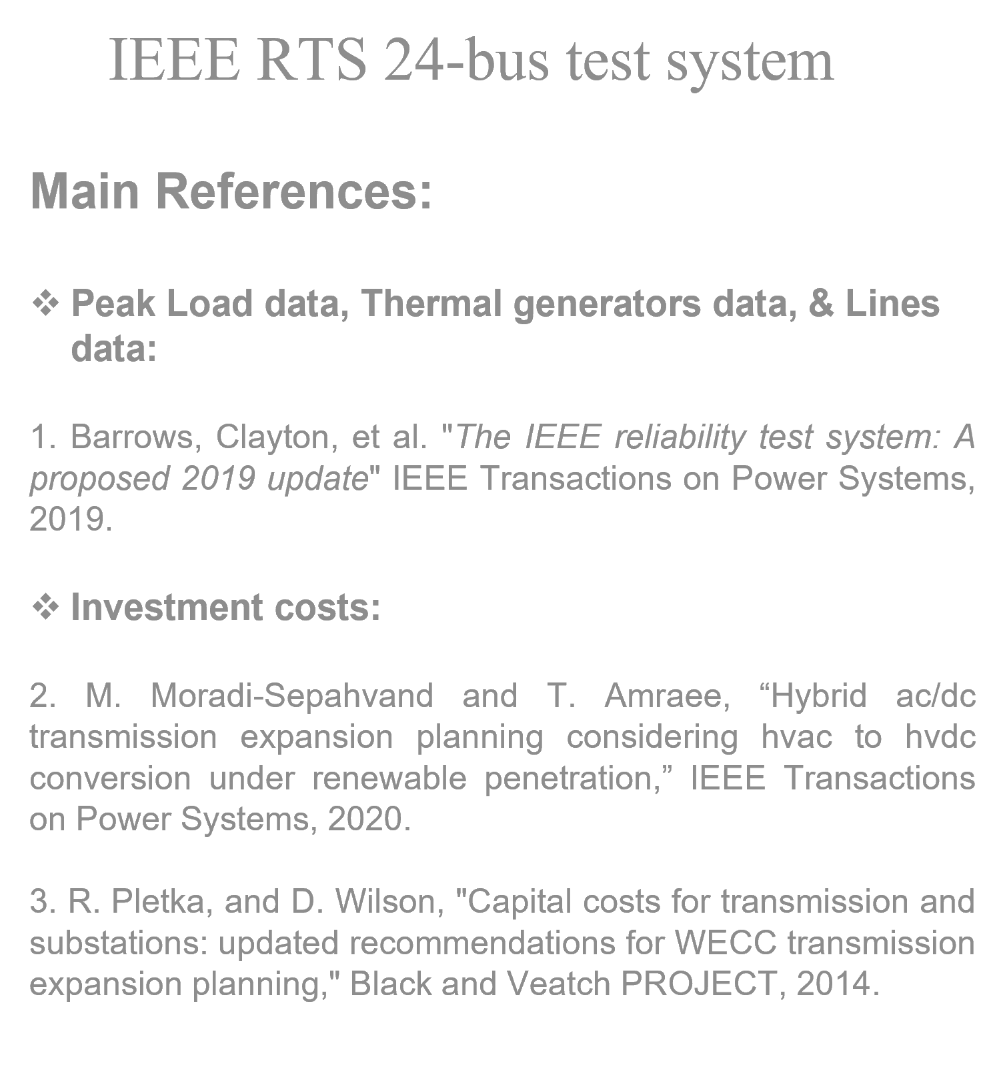 IEEE RTS 24-bus test system
Main References:
❖ Peak Load data, Thermal generators data, & Lines
data:
1. Barrows, Clayton, et al. "The IEEE reliability test system: A
proposed 2019 update" IEEE Transactions on Power Systems,
2019.
❖ Investment costs:
2. M. Moradi-Sepahvand and T. Amraee, “Hybrid ac/dc
transmission expansion planning considering hvac to hvdc
conversion under renewable penetration,” IEEE Transactions
on Power Systems, 2020.
3. R. Pletka, and D. Wilson, "Capital costs for transmission and
substations: updated recommendations for WECC transmission
expansion planning," Black and Veatch PROJECT, 2014.